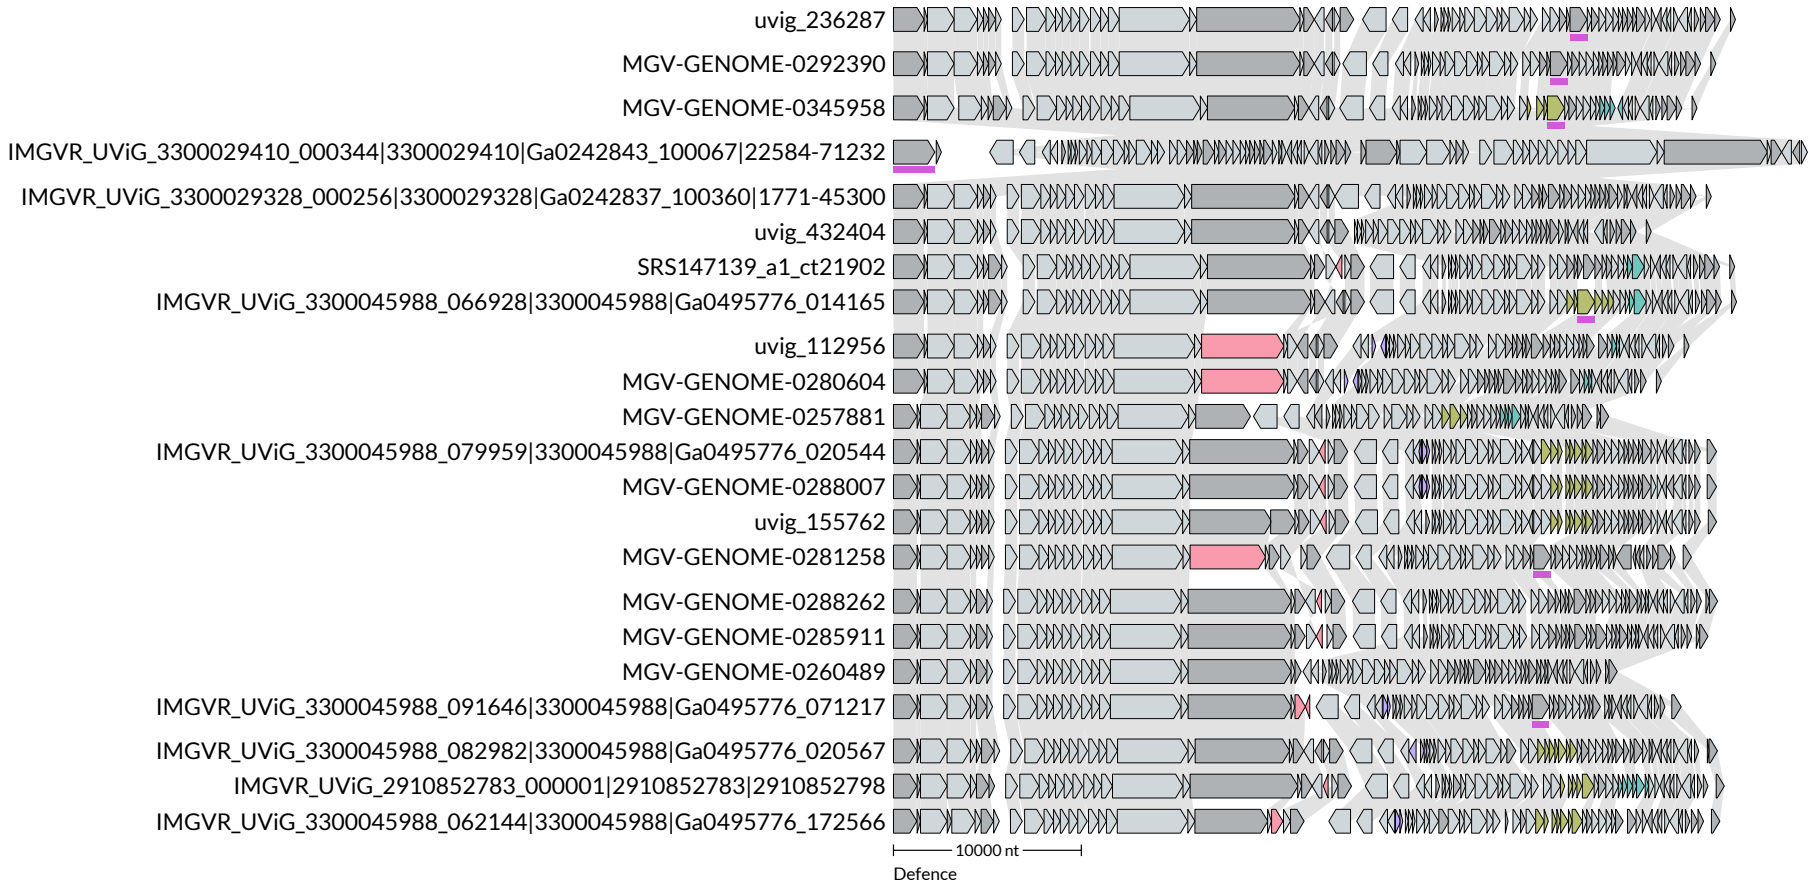 uvig_236287
MGV-GENOME-0292390
MGV-GENOME-0345958
IMGVR_UViG_3300029410_000344|3300029410|Ga0242843_100067|22584-71232
IMGVR_UViG_3300029328_000256|3300029328|Ga0242837_100360|1771-45300
uvig_432404
SRS147139_a1_ct21902
IMGVR_UViG_3300045988_066928|3300045988|Ga0495776_014165
uvig_112956
MGV-GENOME-0280604
MGV-GENOME-0257881
IMGVR_UViG_3300045988_079959|3300045988|Ga0495776_020544
MGV-GENOME-0288007
uvig_155762
MGV-GENOME-0281258
MGV-GENOME-0288262
MGV-GENOME-0285911
MGV-GENOME-0260489
IMGVR_UViG_3300045988_091646|3300045988|Ga0495776_071217
IMGVR_UViG_3300045988_082982|3300045988|Ga0495776_020567
IMGVR_UViG_2910852783_000001|2910852783|2910852798
IMGVR_UViG_3300045988_062144|3300045988|Ga0495776_172566
10000 nt
Defence